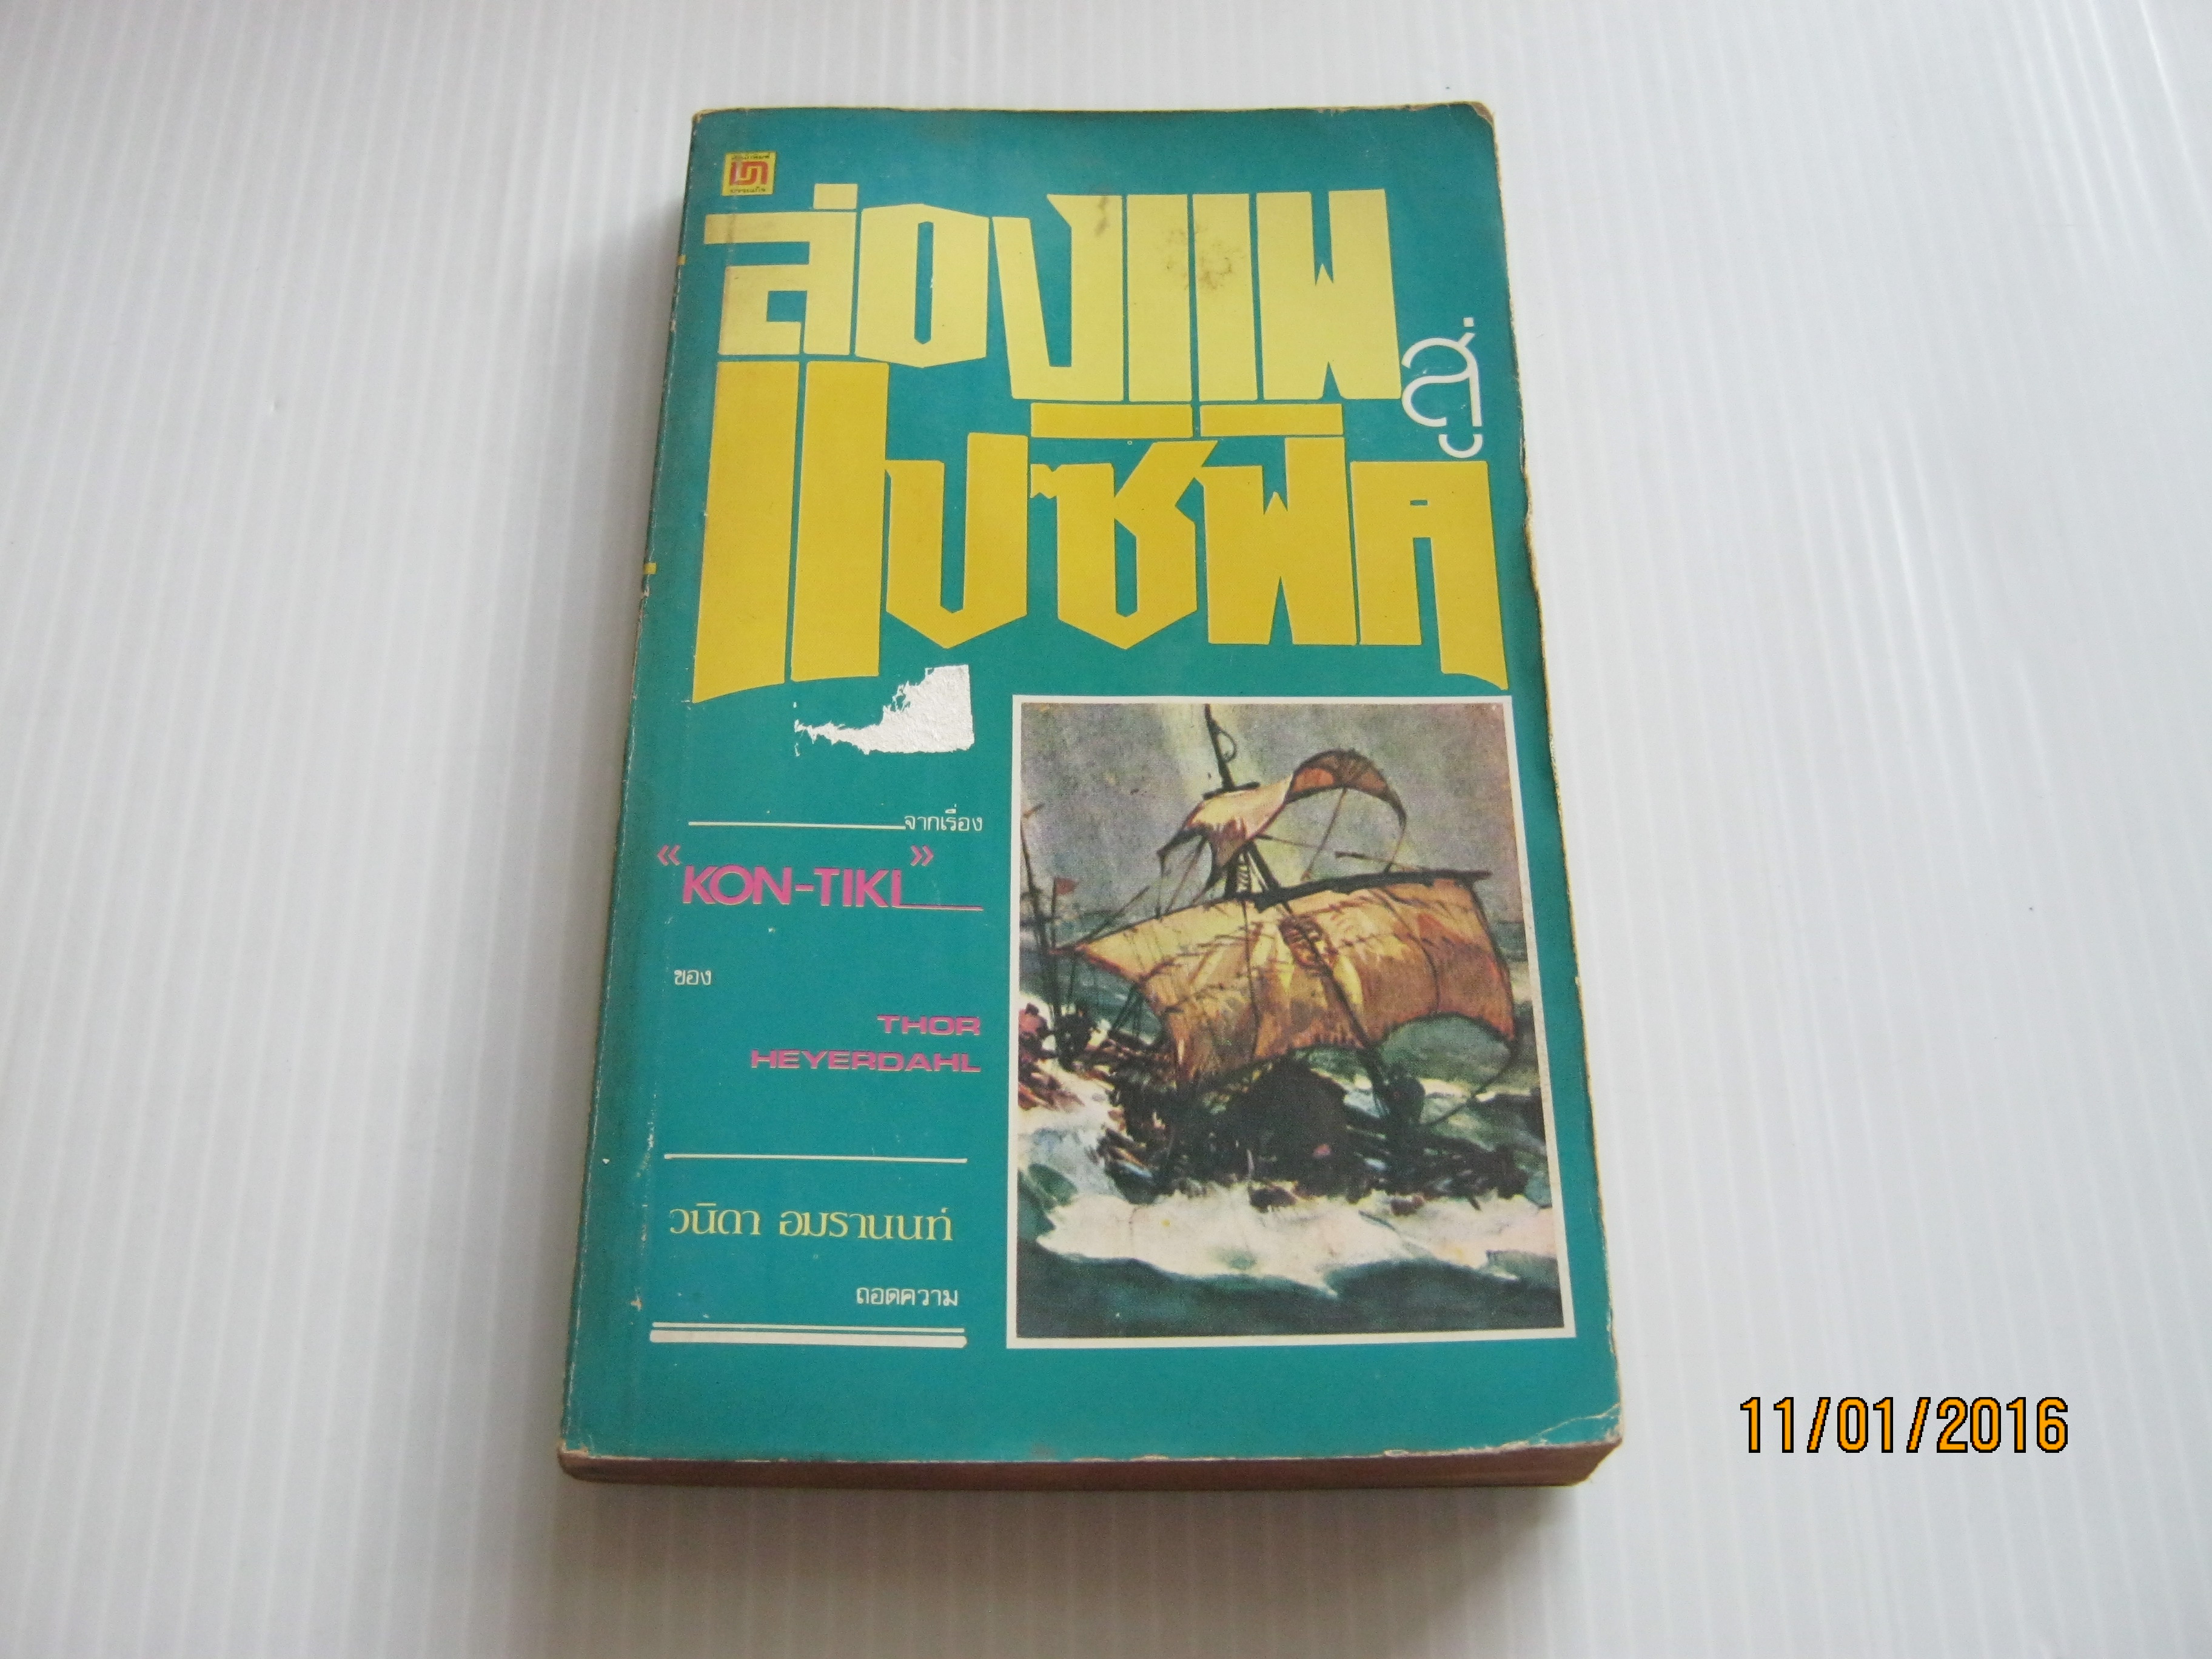 ล่องแพ
สู่
แปซิฟิค
จากเรื่อง
“KON-TIKI”
ของ
THOR
HEYERDAHL
วนิดา อมรานนท์
ถอดความ
11/01/2016